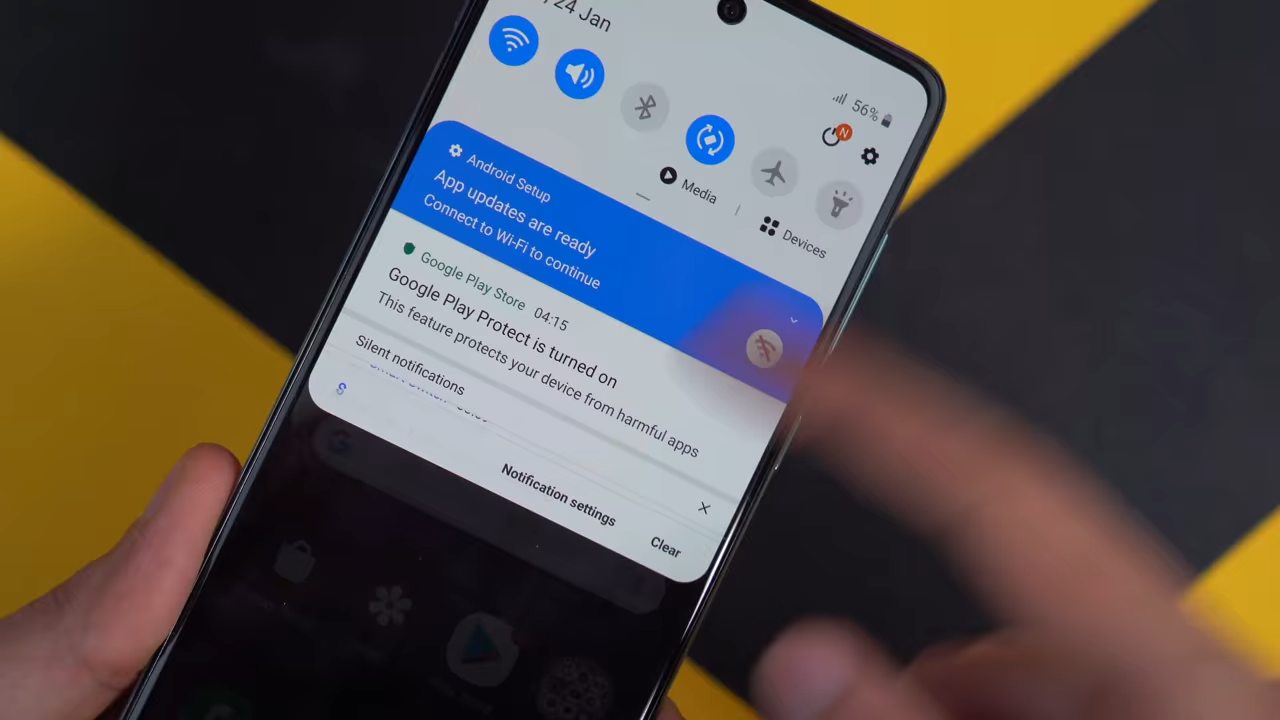 24 Jan
56%
N
Media
Devices
Android Setup
App updates are ready
Connect to Wi-Fi to continue
Google Play Store 04:15
Google Play Protect is turned on
This feature protects your device from harmful apps
Silent notifications
Notification settings
Clear